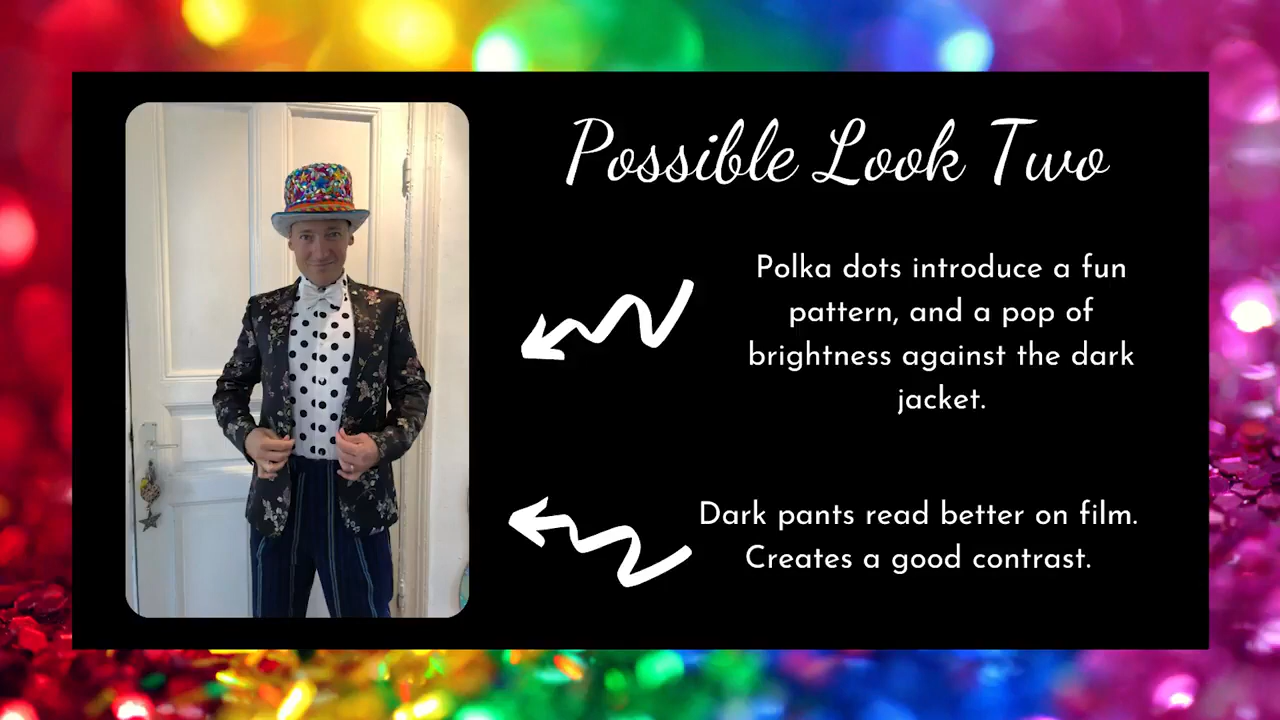 Possible Look Two
Polka dots introduce a fun
pattern, and a pop of
brightness against the dark
jacket.
Dark pants read better on film.
Creates a good contrast.